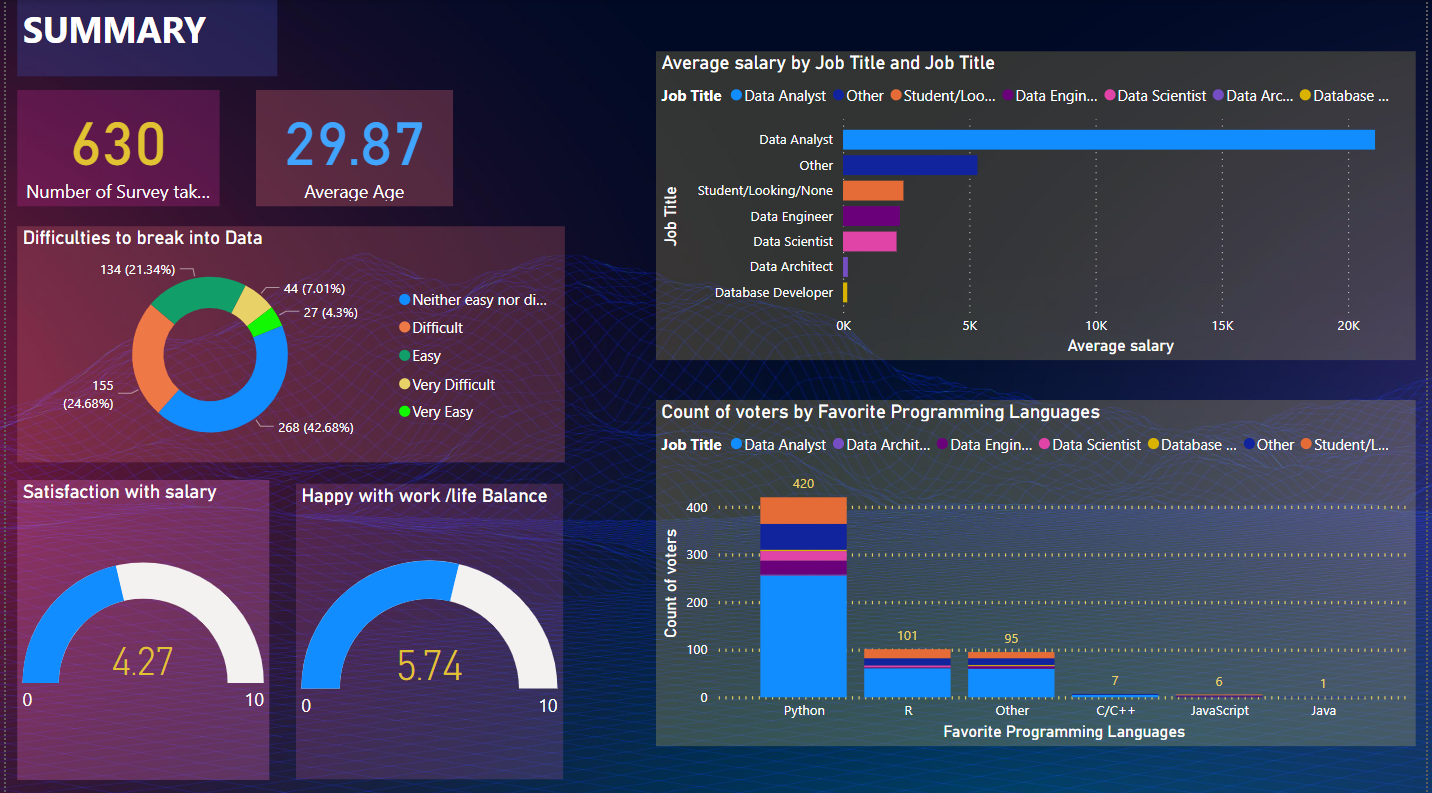 SUMMARY
630
Number of Survey tak...
29.87
Average Age
Difficulties to break into Data
134 (21.34%)
44 (7.01%)
27 (4.3%)
155
(24.68%)
268 (42.68%)
Neither easy nor di...
Difficult
Easy
Very Difficult
Very Easy
Satisfaction with salary
4.27
0
10
Happy with work /life Balance
5.74
0
10
Average salary by Job Title and Job Title
Job Title Data Analyst Other Student/Loo... Data Engin... Data Scientist Data Arc... Database ...
Job Title
Data Analyst
Other
Student/Looking/None
Data Engineer
Data Scientist
Data Architect
Database Developer
0K 5K 10K 15K 20K
Average salary
Count of voters by Favorite Programming Languages
Job Title Data Analyst Data Archit... Data Engin... Data Scientist Database ... Other Student/L...
Count of voters
400
300
200
100
0
420
101
95
7
6
1
Python R Other C/C++ JavaScript Java
Favorite Programming Languages